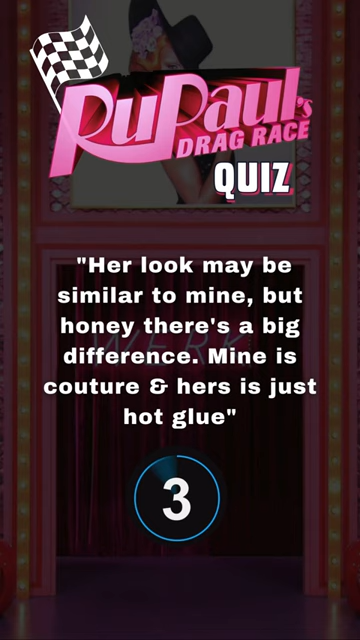 RuPaul's
DRAG RACE
QUIZ
"Her look may be
similar to mine, but
honey there's a big
difference. Mine is
couture & hers is just
hot glue"
WERK
3